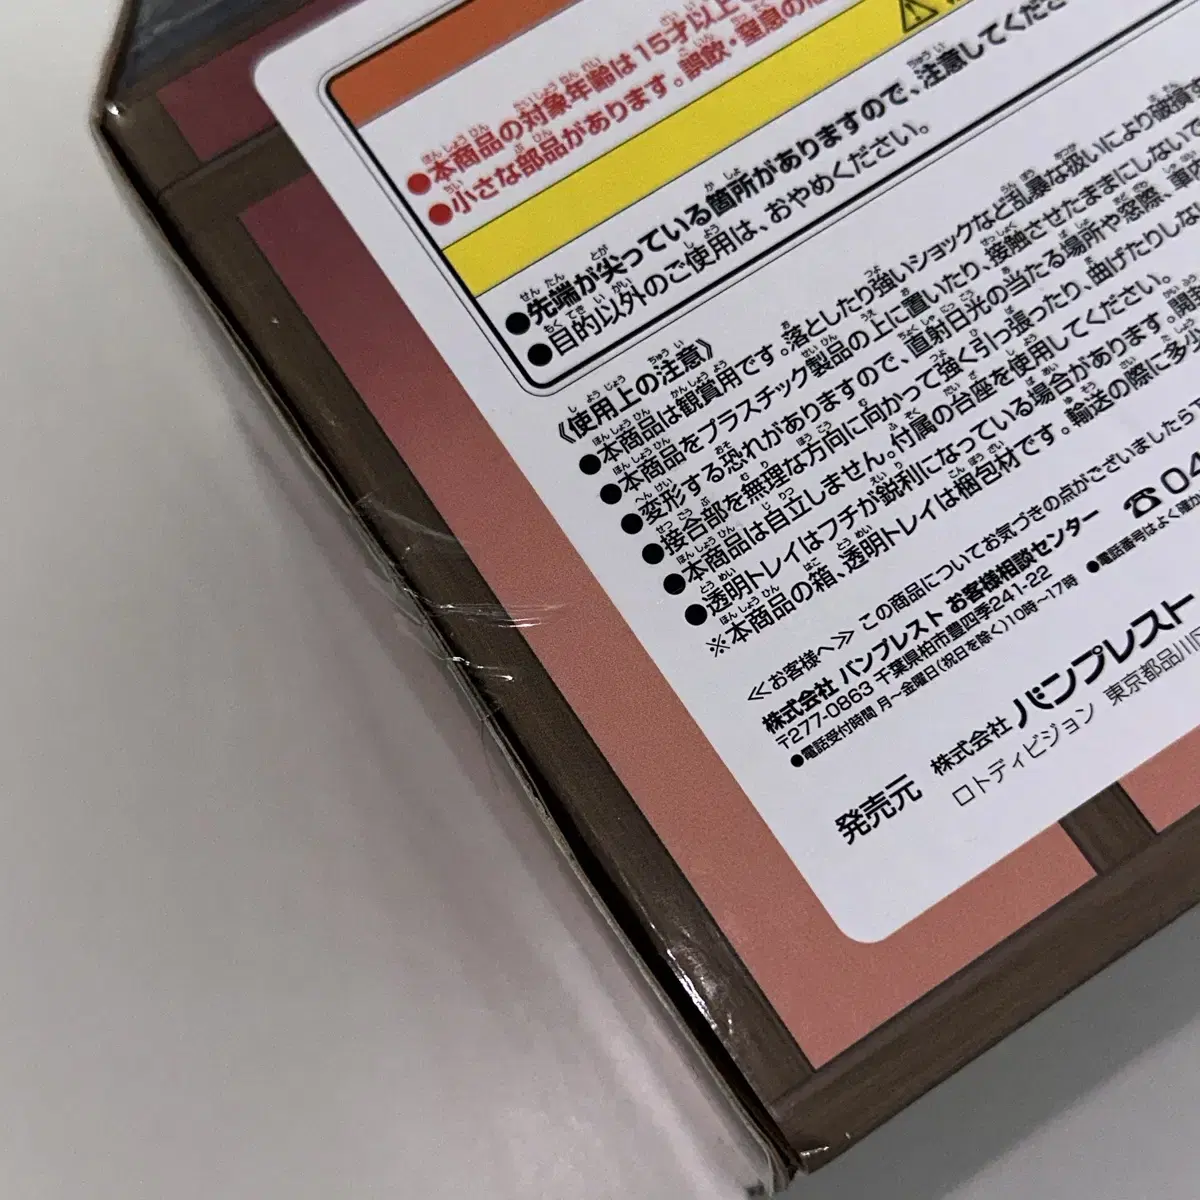 ●本商品の対象年齢は15才以上
●小さな部品があります。誤飲・窒息の
●先端が尖っている箇所がありますので、注意してくださ
●目的以外のご使用は、おやめください。
《使用上の注意》
●本商品は観賞用です。落としたり強いショックなど乱暴な扱いにより破損す
●本商品をプラスチック製品の上に置いたり、接触させたままにしない
●変形する恐れがありますので、直射日光の当たる場所や窓際、車
●接合部を無理な方向に向かって強く引っ張ったり、曲げたりしな
●本商品は自立しません。付属の台座を使用してください。
●透明トレイはフチが鋭利になっている場合があります。開
※本商品の箱、透明トレイは梱包材です。輸送の際に多少
≪お客様へ≫ この商品についてお気づきの点がございましたら
株式会社 バンプレスト お客様相談センター ☎04
〒277-0863 千葉県柏市豊四季241-22
●電話受付時間 月〜金曜日(祝日を除く)10時〜17時 ●電話番号はよく確か
発売元 株式会社 バンプレスト
ロトディビジョン 東京都品川